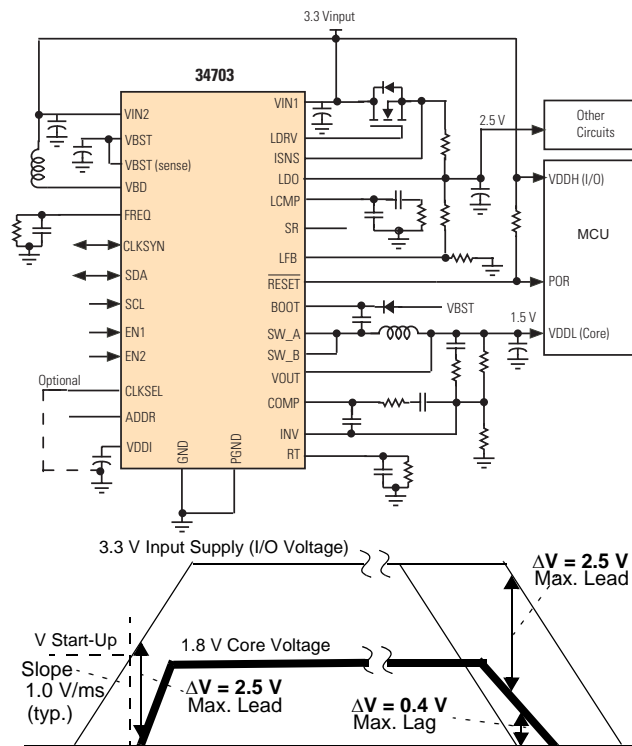 3.3 Vinput
34703
VIN2
VBST
VBST (sense)
VBD
FREQ
CLKSYN
SDA
SCL
EN1
EN2
Optional
CLKSEL
ADDR
VDDI
GND
PGND
VIN1
LDRV
ISNS
LDO
LCMP
SR
LFB
RESET
BOOT
VBST
SW_A
SW_B
VOUT
COMP
INV
RT
2.5 V
1.5 V
Other
Circuits
VDDH (I/O)
MCU
POR
VDDL (Core)
3.3 V Input Supply (I/O Voltage)
ΔV = 2.5 V
Max. Lead
V Start-Up
1.8 V Core Voltage
Slope
1.0 V/ms
(typ.)
ΔV = 2.5 V
Max. Lead
ΔV = 0.4 V
Max. Lag